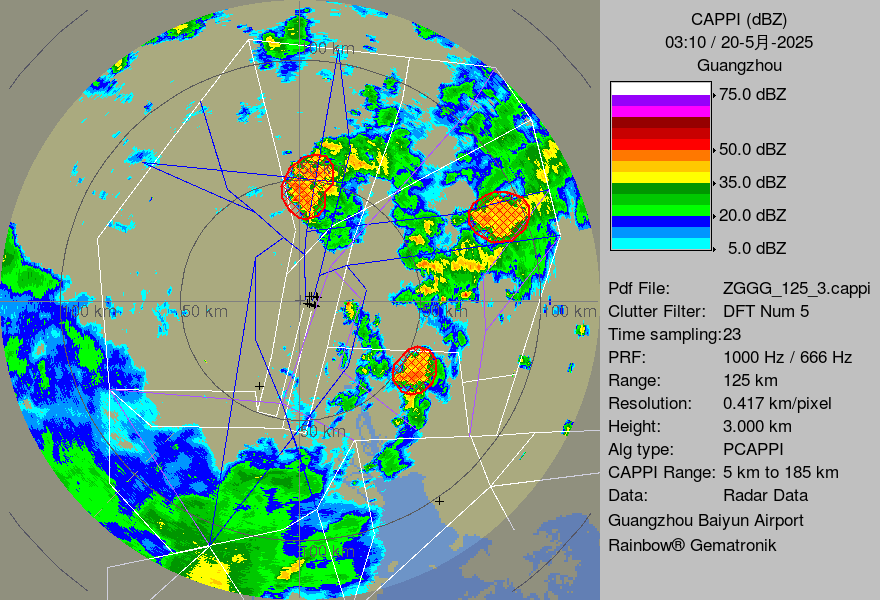 CAPPI (dBZ)
03:10 / 20-5月-2025
Guangzhou
75.0 dBZ
50.0 dBZ
35.0 dBZ
20.0 dBZ
5.0 dBZ
Pdf File: ZGGG_125_3.cappi
Clutter Filter: DFT Num 5
Time sampling:23
PRF: 1000 Hz / 666 Hz
Range: 125 km
Resolution: 0.417 km/pixel
Height: 3.000 km
Alg type: PCAPPI
CAPPI Range: 5 km to 185 km
Data: Radar Data
Guangzhou Baiyun Airport
Rainbow® Gematronik
100 km
100 km
50 km
50 km
100 km
50 km
100 km